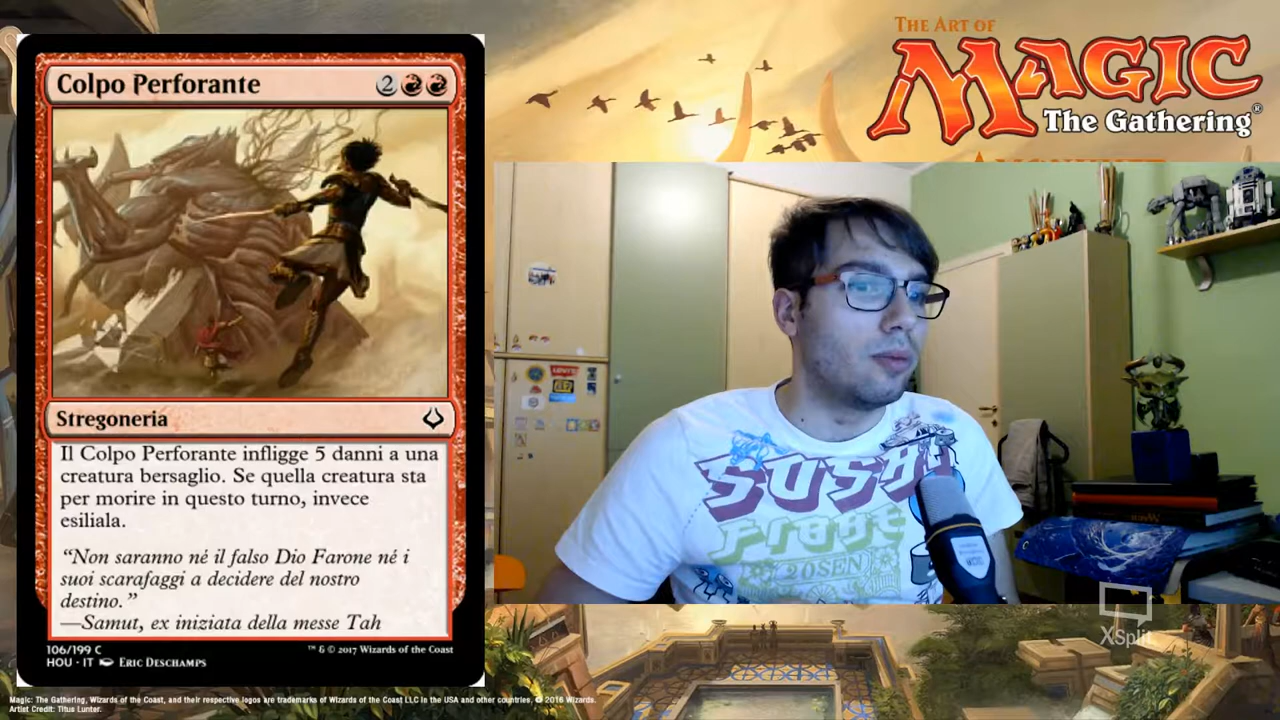 Colpo Perforante 2
Stregoneria
Il Colpo Perforante infligge 5 danni a una
creatura bersaglio. Se quella creatura sta
per morire in questo turno, invece
esiliala.
“Non saranno né il falso Dio Farone né i
suoi scarafaggi a decidere del nostro
destino.”
—Samut, ex iniziata della messe Tah
106/199 C
HOU · IT Eric Deschamps
™ & © 2017 Wizards of the Coast
THE ART OF
MAGIC
The Gathering®
SUSHI
FIGHT
20SEN
XSplit
Magic: The Gathering, Wizards of the Coast, and their respective logos are trademarks of Wizards of the Coast LLC in the USA and other countries. © 2016 Wizards.
Artist Credit: Titus Lunter.